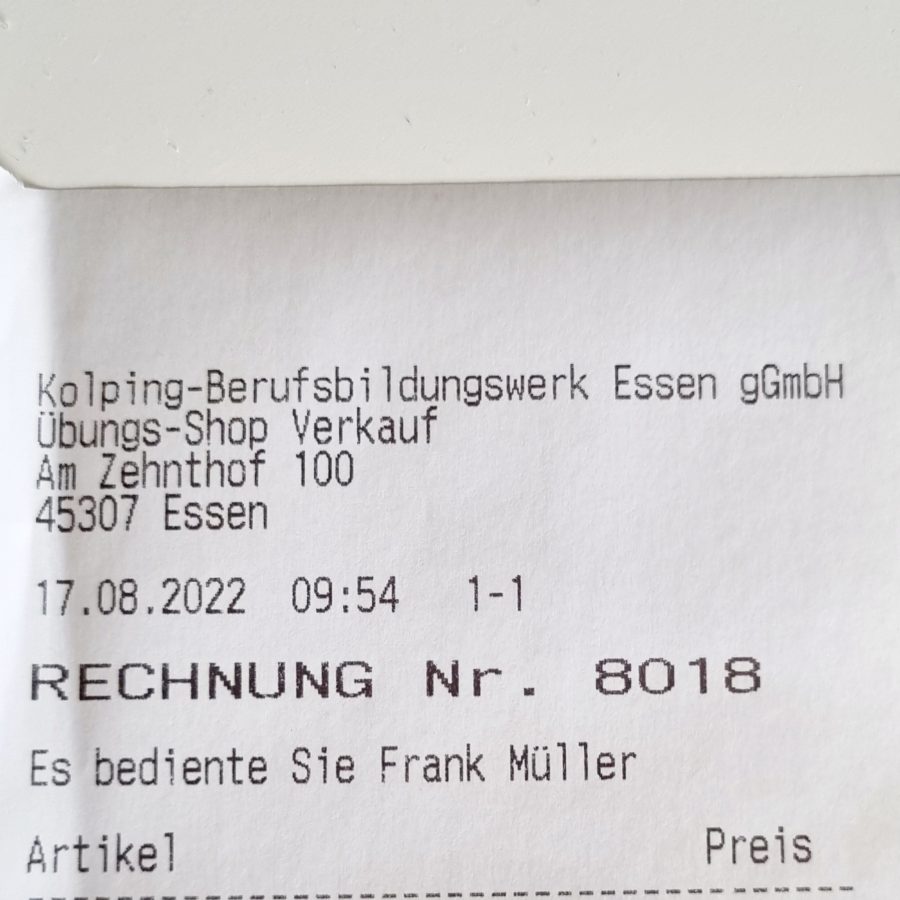 Kolping-Berufsbildungswerk Essen gGmbH
Übungs-Shop Verkauf
Am Zehnthof 100
45307 Essen
17.08.2022 09:54 1-1
RECHNUNG Nr. 8018
Es bediente Sie Frank Müller
Artikel Preis